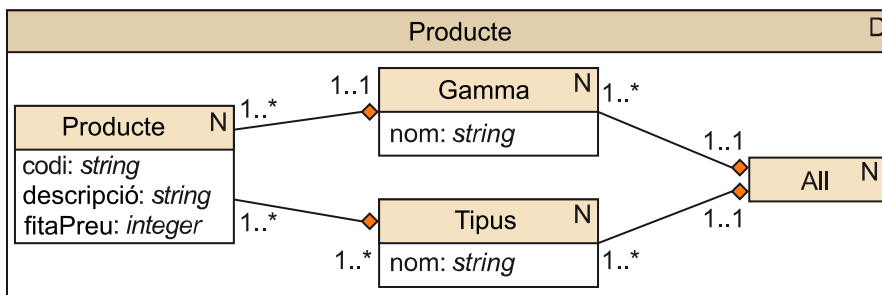 Producte D
Producte N
codi: string
descripció: string
fitaPreu: integer
1..*
1..1
Gamma N
nom: string
1..*
1..1
All N
1..1
1..*
1..*
Tipus N
nom: string
1..*